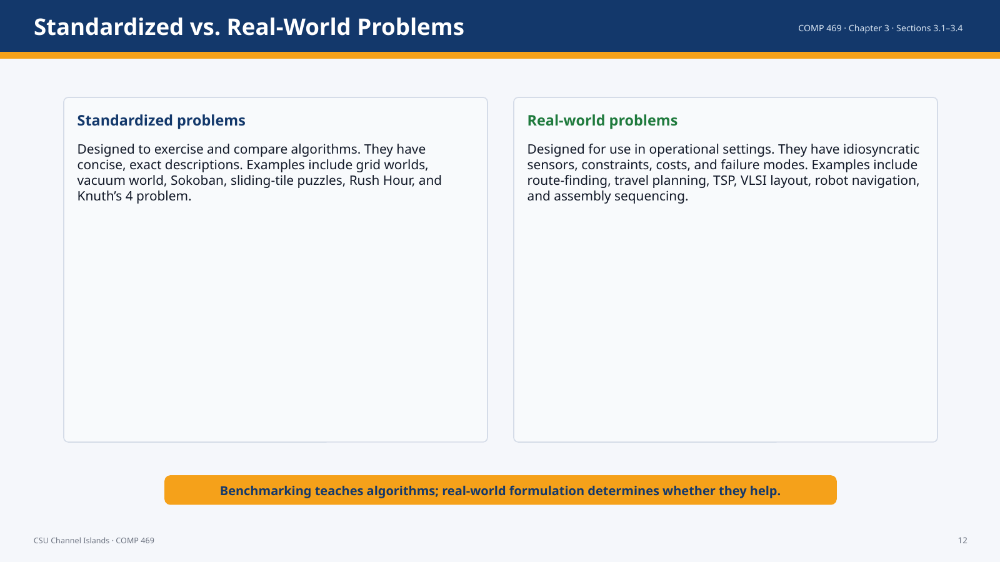 Standardized vs. Real-World Problems
COMP 469 · Chapter 3 · Sections 3.1–3.4
Standardized problems
Designed to exercise and compare algorithms. They have
concise, exact descriptions. Examples include grid worlds,
vacuum world, Sokoban, sliding-tile puzzles, Rush Hour, and
Knuth’s 4 problem.
Real-world problems
Designed for use in operational settings. They have idiosyncratic
sensors, constraints, costs, and failure modes. Examples include
route-finding, travel planning, TSP, VLSI layout, robot navigation,
and assembly sequencing.
Benchmarking teaches algorithms; real-world formulation determines whether they help.
CSU Channel Islands · COMP 469
12